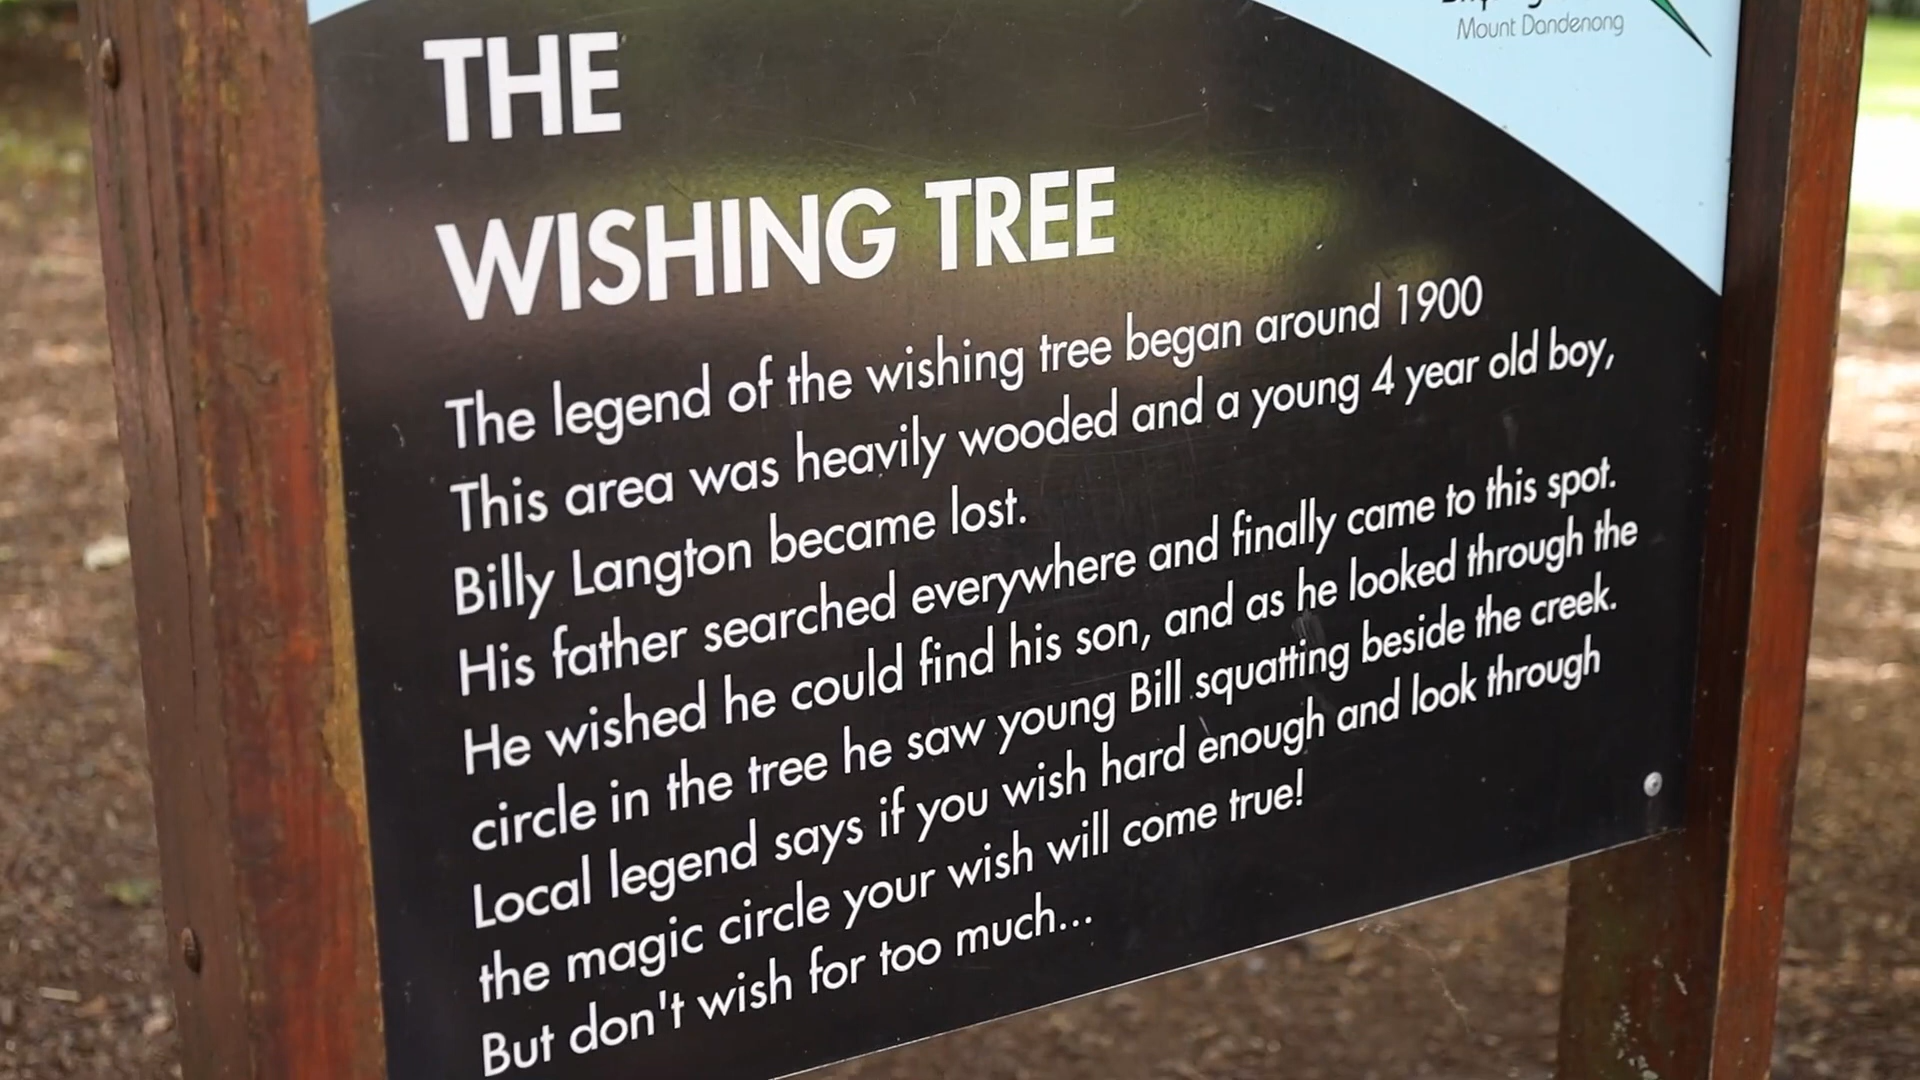 Mount Dandenong
THE
WISHING TREE
The legend of the wishing tree began around 1900
This area was heavily wooded and a young 4 year old boy,
Billy Langton became lost.
His father searched everywhere and finally came to this spot.
He wished he could find his son, and as he looked through the
circle in the tree he saw young Bill squatting beside the creek.
Local legend says if you wish hard enough and look through
the magic circle your wish will come true!
But don't wish for too much...